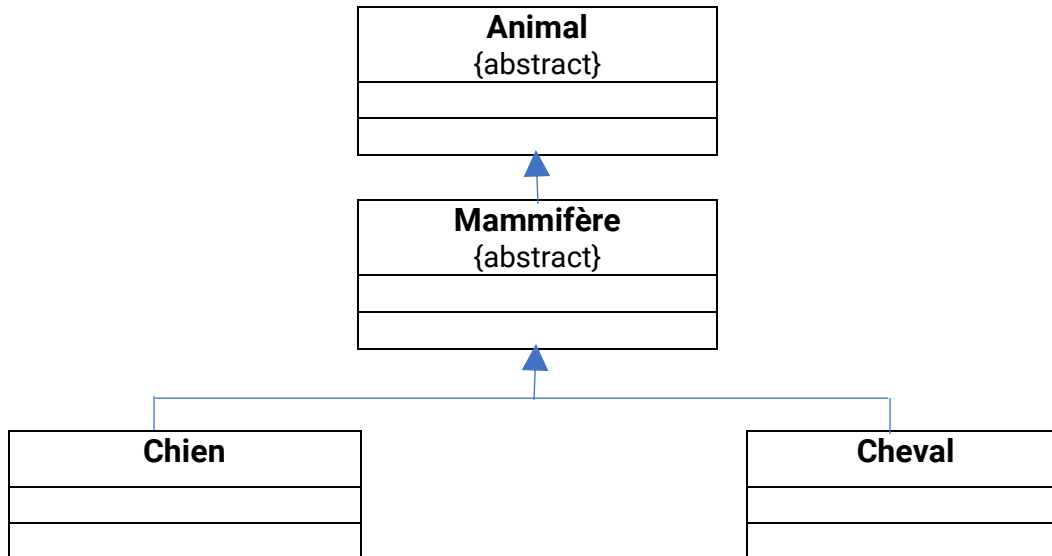 Animal
{abstract}
Mammifère
{abstract}
Chien
Cheval